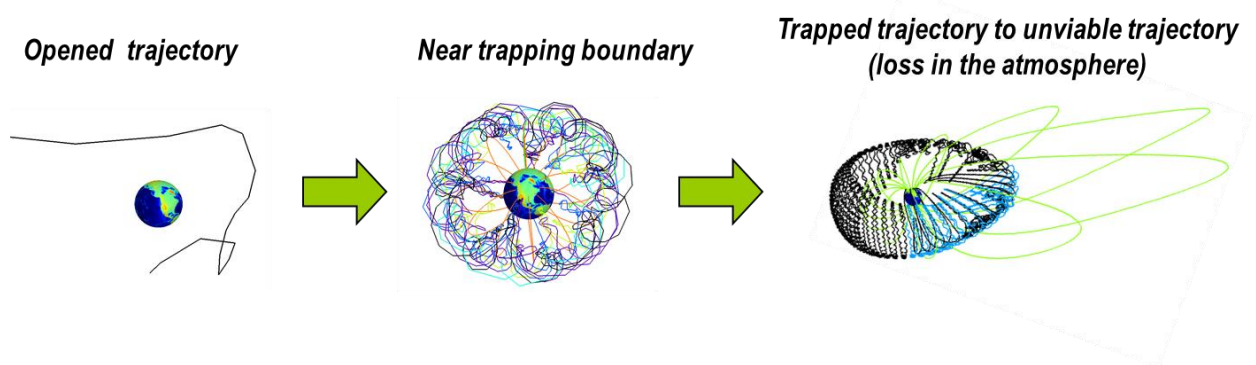 Opened trajectory
Near trapping boundary
Trapped trajectory to unviable trajectory
(loss in the atmosphere)